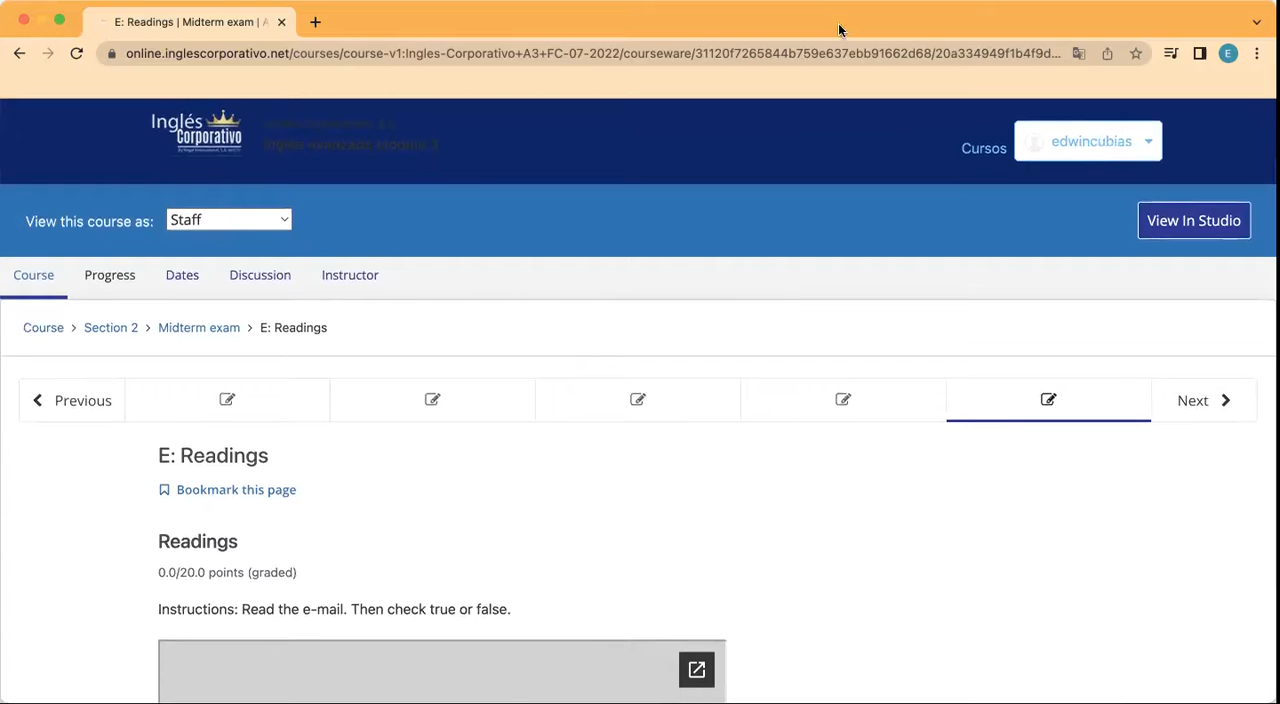 E: Readings | Midterm exam | A
online.inglescorporativo.net/courses/course-v1:Ingles-Corporativo+A3+FC-07-2022/courseware/31120f7265844b759e637ebb91662d68/20a334949f1b4f9d...
E
Inglés
Corporativo
Cursos
edwincubias
View this course as:
Staff
View In Studio
Course
Progress
Dates
Discussion
Instructor
Course > Section 2 > Midterm exam > E: Readings
Previous
Next
E: Readings
Bookmark this page
Readings
0.0/20.0 points (graded)
Instructions: Read the e-mail. Then check true or false.